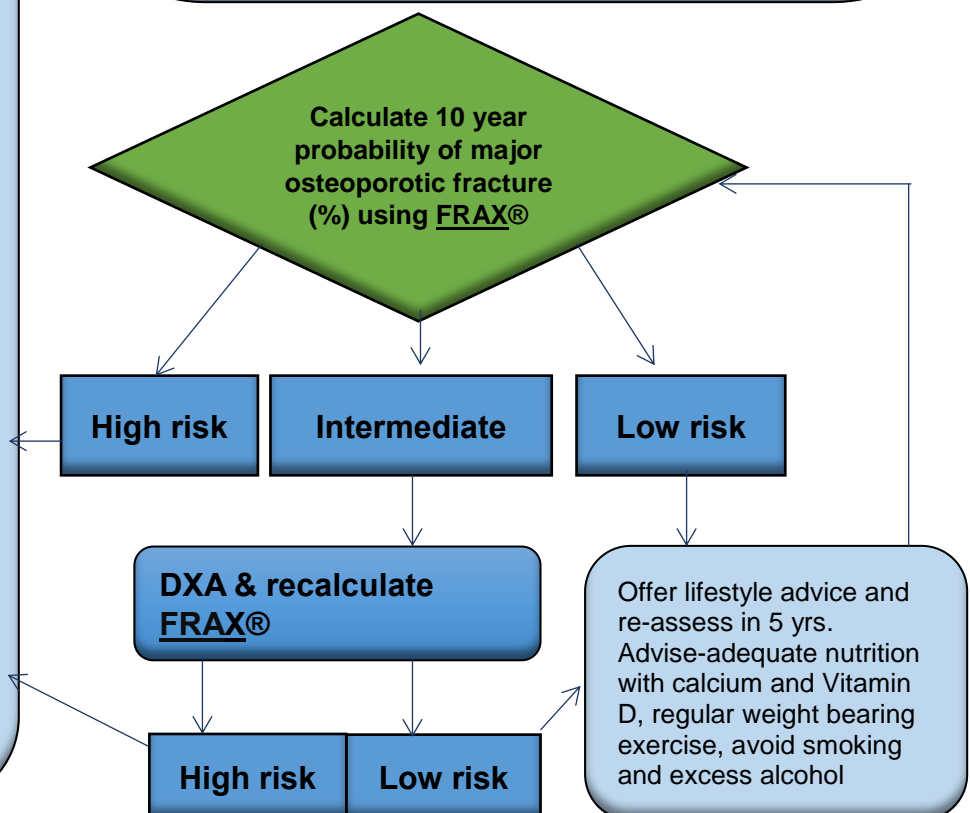 Calculate 10 year
probability of major
osteoporotic fracture
(%) using FRAX®
High risk
Intermediate
Low risk
DXA & recalculate
FRAX®
Offer lifestyle advice and
re-assess in 5 yrs.
Advise-adequate nutrition
with calcium and Vitamin
D, regular weight bearing
exercise, avoid smoking
and excess alcohol
High risk
Low risk